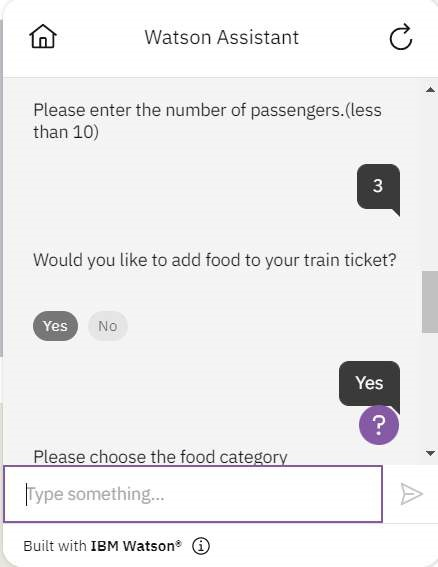 Watson Assistant
Please enter the number of passengers.(less
than 10)
3
Would you like to add food to your train ticket?
Yes
No
Yes
?
Please choose the food category
Type something...
Built with IBM Watson®